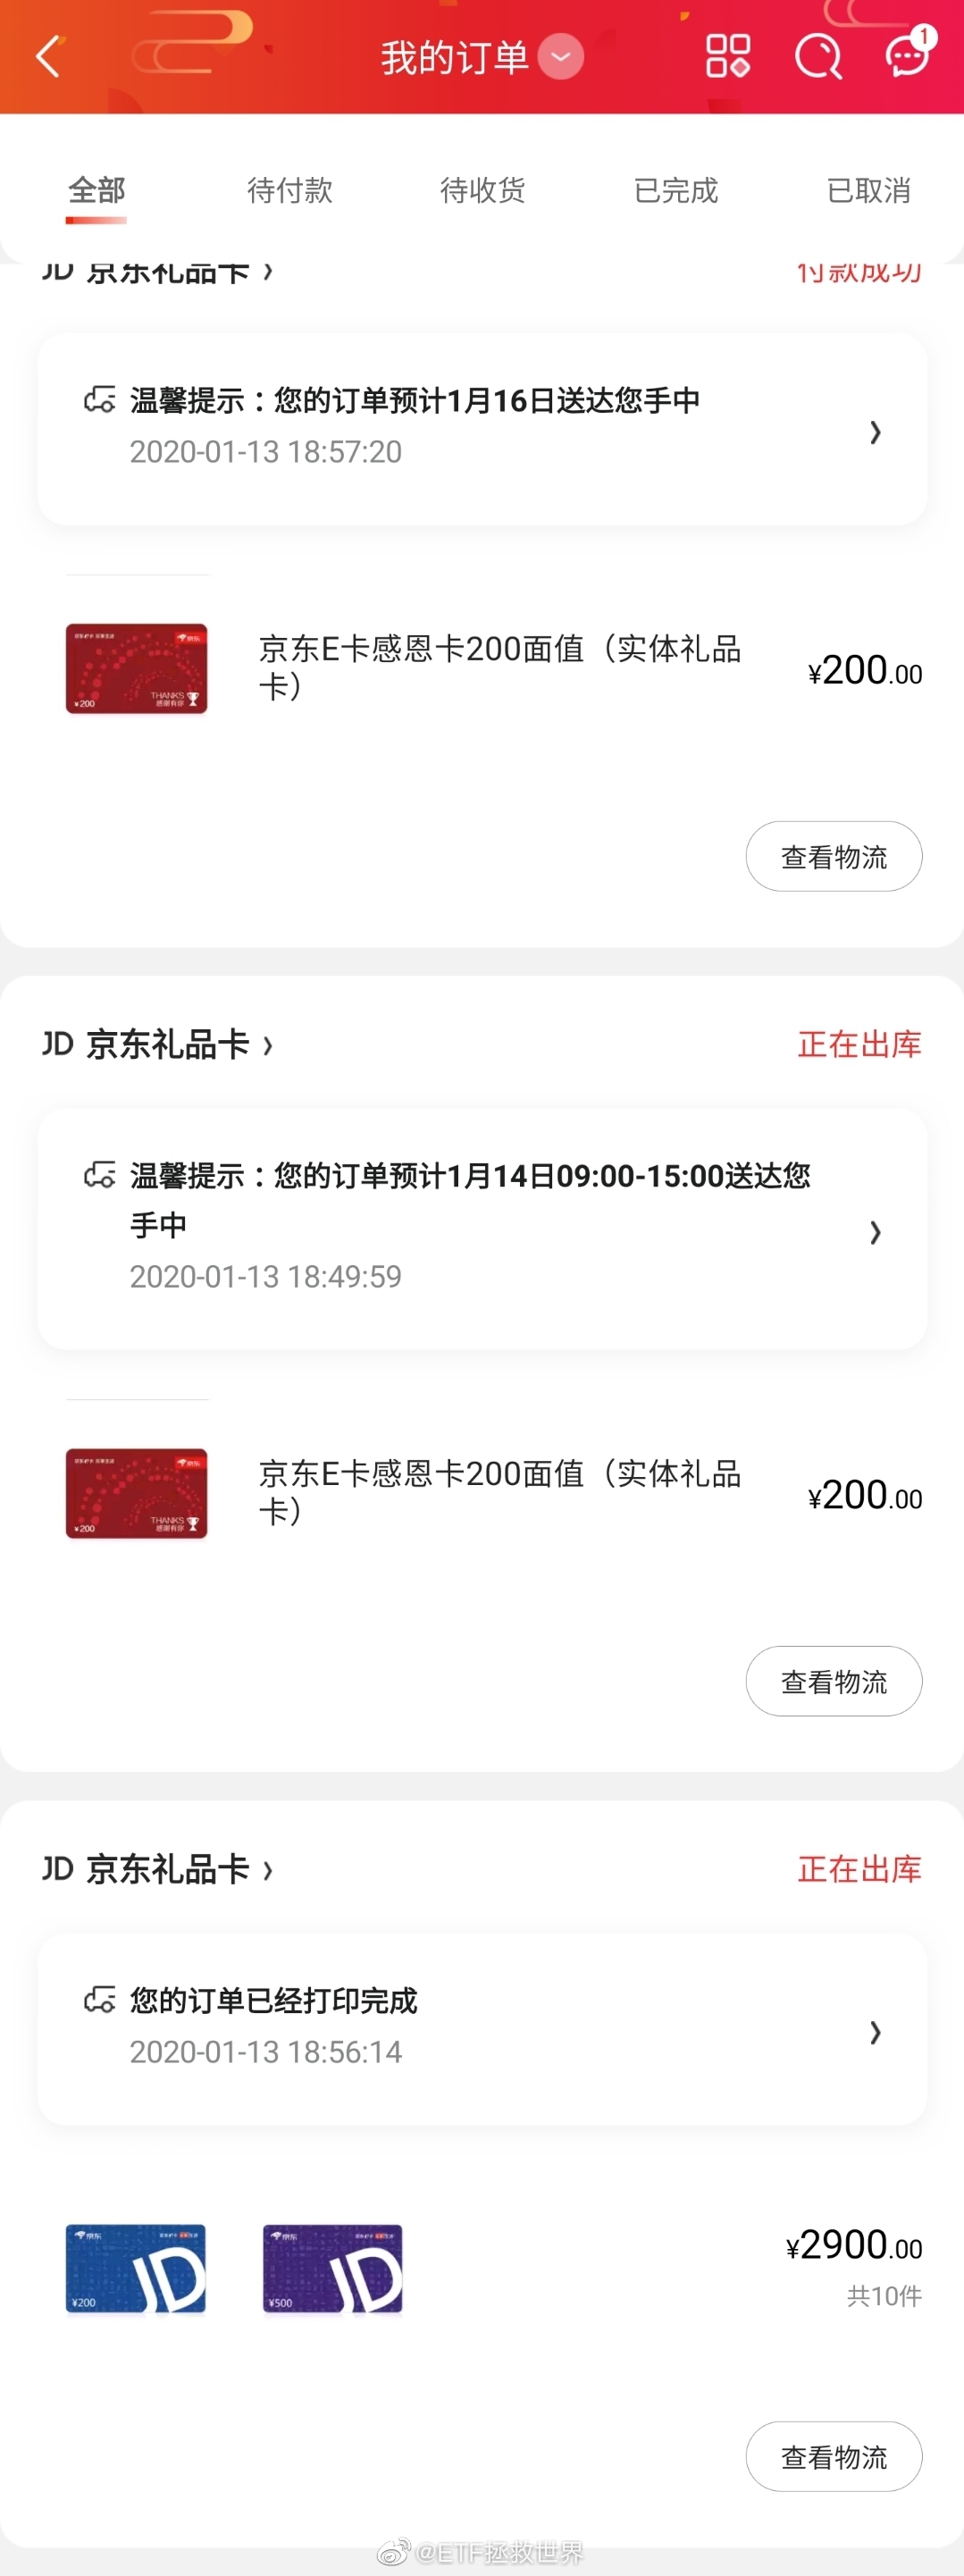 我的订单
1
全部
待付款
待收货
已完成
已取消
JD 京东礼品卡 ›
付款成功
温馨提示：您的订单预计1月16日送达您手中
2020-01-13 18:57:20
京东
¥200
THANKS
感谢有你
京东E卡感恩卡200面值（实体礼品
卡）
¥200.00
查看物流
JD 京东礼品卡 ›
正在出库
温馨提示：您的订单预计1月14日09:00-15:00送达您
手中
2020-01-13 18:49:59
京东
¥200
THANKS
感谢有你
京东E卡感恩卡200面值（实体礼品
卡）
¥200.00
查看物流
JD 京东礼品卡 ›
正在出库
您的订单已经打印完成
2020-01-13 18:56:14
京东
JD
¥200
京东
JD
¥500
¥2900.00
共10件
查看物流
@ETF拯救世界